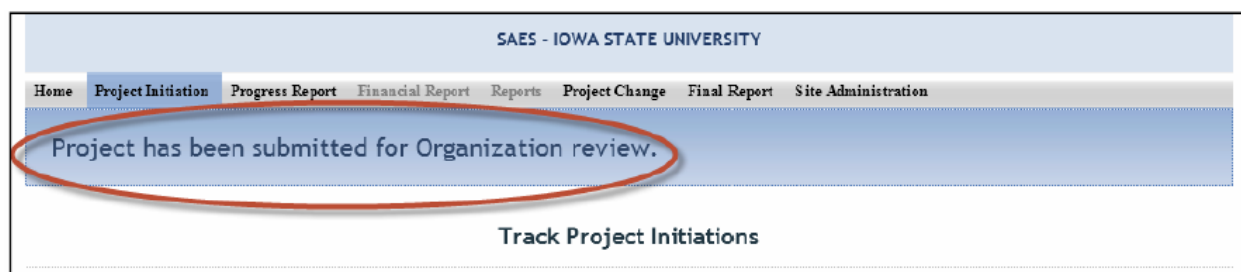 SAES - IOWA STATE UNIVERSITY
Home Project Initiation Progress Report Financial Report Reports Project Change Final Report Site Administration
Project has been submitted for Organization review.
Track Project Initiations